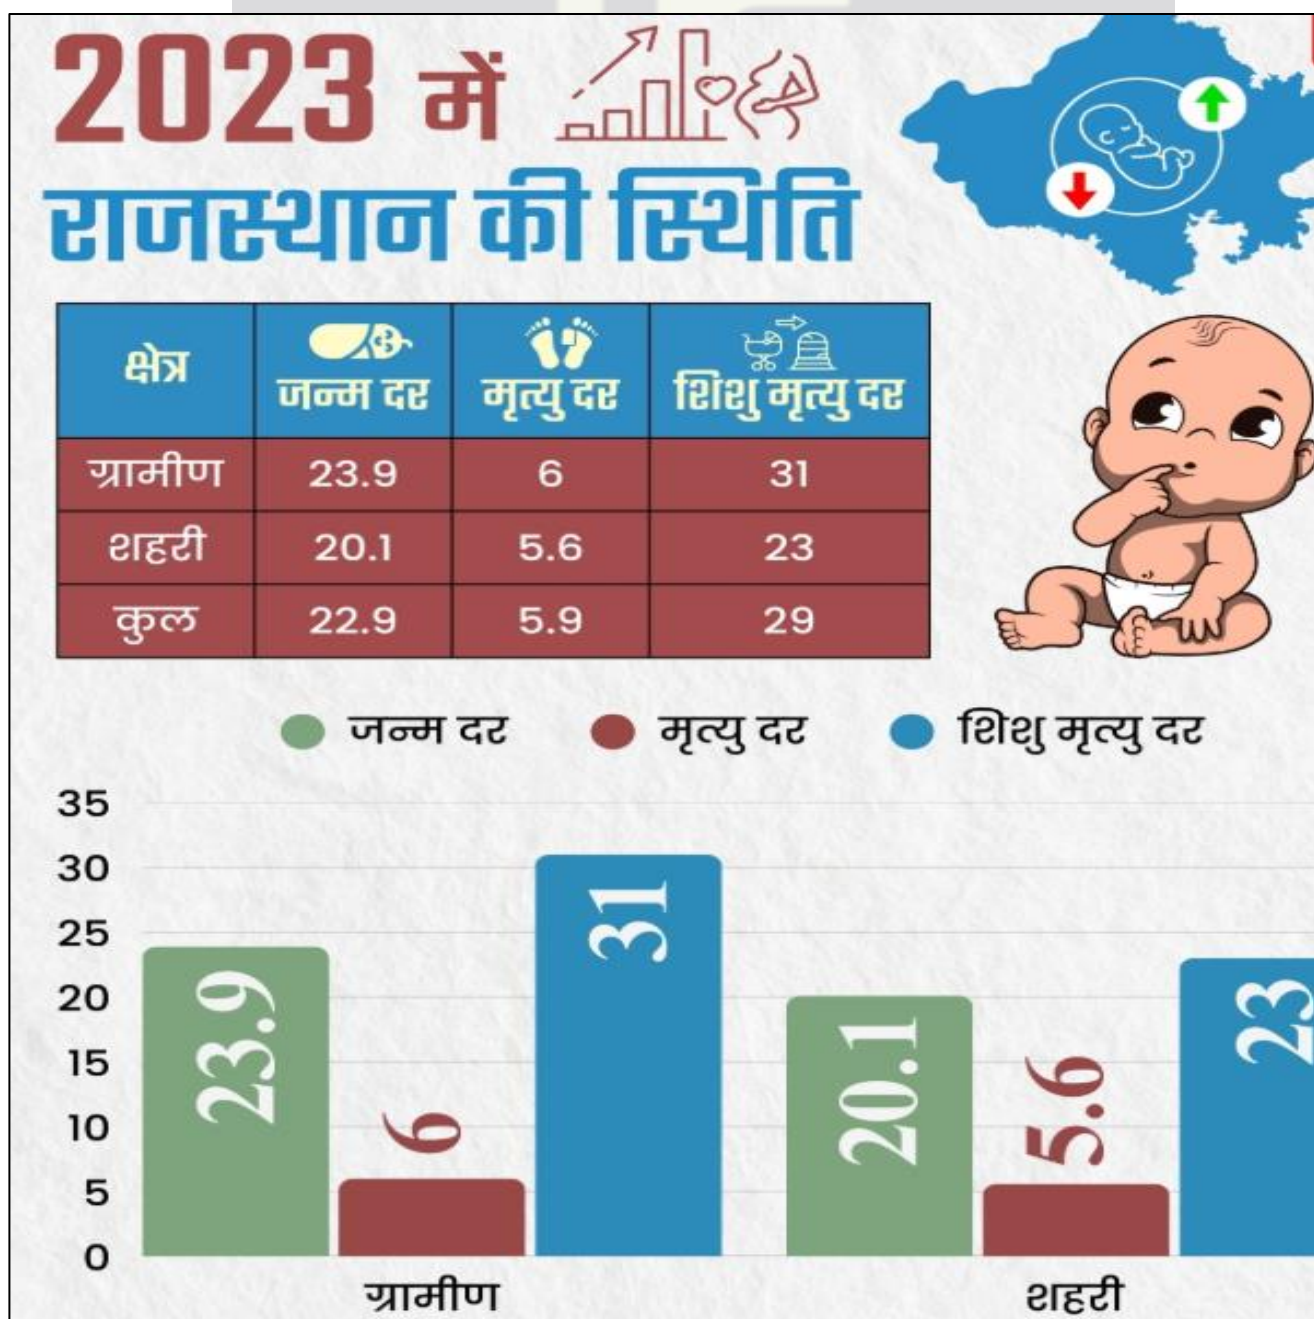 2023 में
राजस्थान की स्थिति
क्षेत्र जन्म दर मृत्यु दर शिशु मृत्यु दर
ग्रामीण 23.9 6 31
शहरी 20.1 5.6 23
कुल 22.9 5.9 29
जन्म दर मृत्यु दर शिशु मृत्यु दर
35
30
25
20
15
10
5
0
23.9 6 31 20.1 5.6 23
ग्रामीण शहरी